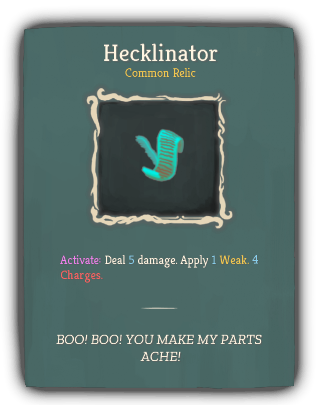 Hecklinator
Common Relic
Activate: Deal 5 damage. Apply 1 Weak. 4
Charges.
BOO! BOO! YOU MAKE MY PARTS
ACHE!